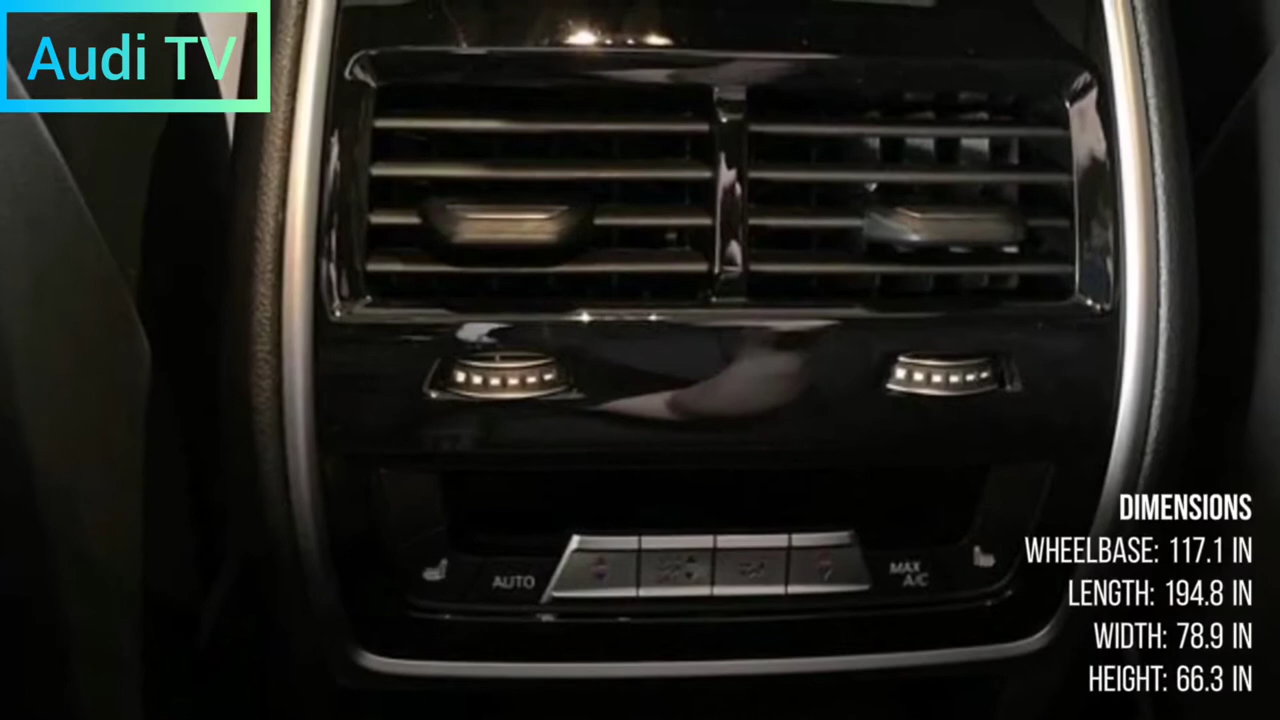 Audi TV
AUTO
MAX
A/C
DIMENSIONS
WHEELBASE: 117.1 IN
LENGTH: 194.8 IN
WIDTH: 78.9 IN
HEIGHT: 66.3 IN